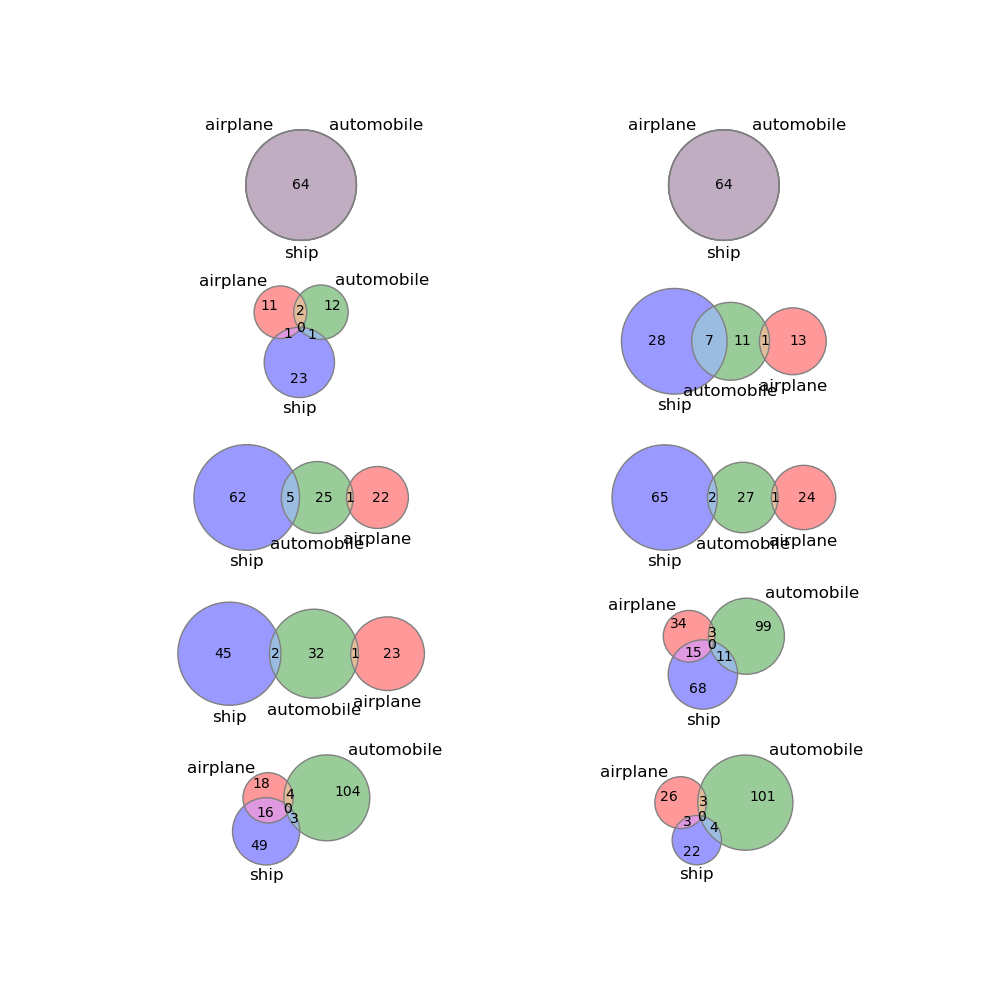 airplane automobile
64
ship
airplane automobile
64
ship
airplane automobile
11 2 12
0
1 1
23
ship
28 7 11 1 13
automobile airplane
ship
62 5 25 1 22
automobile airplane
ship
65 2 27 1 24
automobile airplane
ship
45 2 32 1 23
automobile airplane
ship
automobile
airplane
34 3 99
0
15 11
68
ship
automobile
airplane
18 4 104
0
16 3
49
ship
automobile
airplane
26 3 101
0
3 4
22
ship